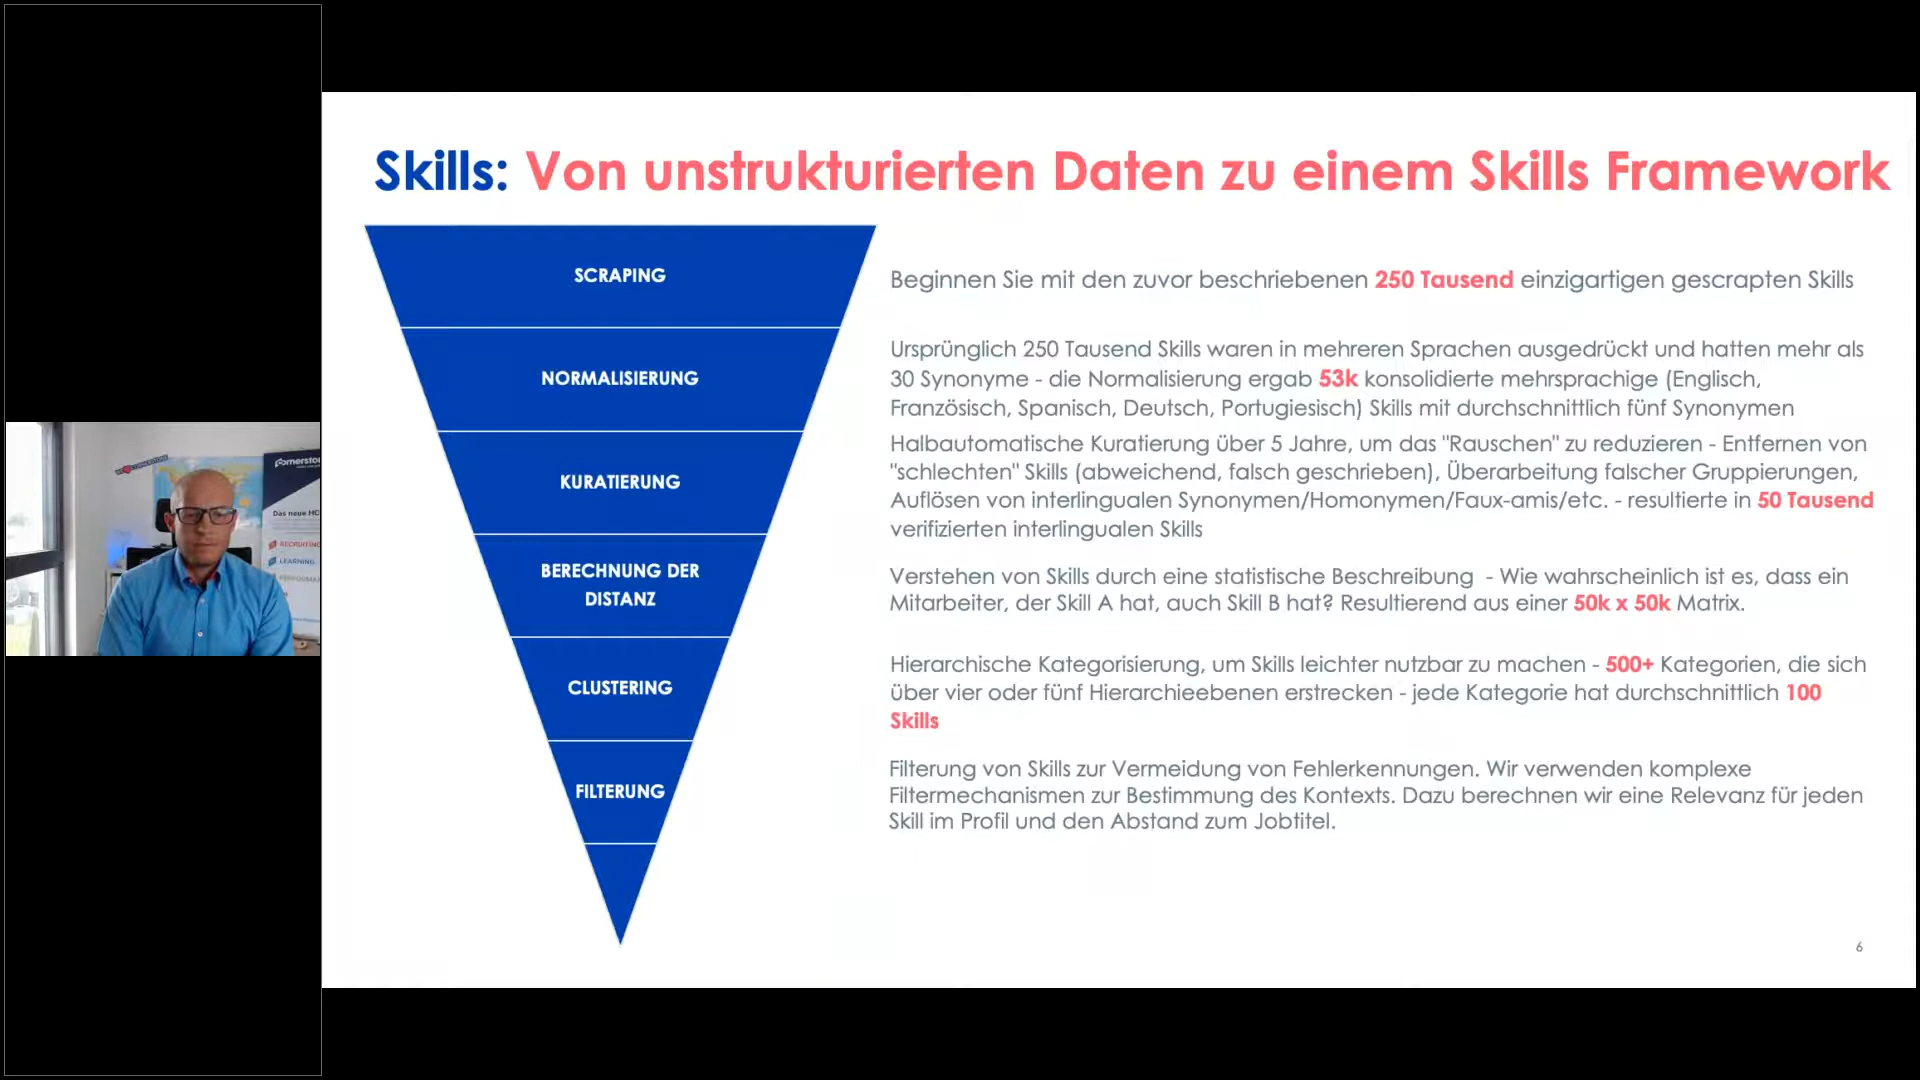 Skills: Von unstrukturierten Daten zu einem Skills Framework
SCRAPING
Beginnen Sie mit den zuvor beschriebenen 250 Tausend einzigartigen gescrapten Skills
NORMALISIERUNG
Ursprünglich 250 Tausend Skills waren in mehreren Sprachen ausgedrückt und hatten mehr als
30 Synonyme - die Normalisierung ergab 53k konsolidierte mehrsprachige (Englisch,
Französisch, Spanisch, Deutsch, Portugiesisch) Skills mit durchschnittlich fünf Synonymen
KURATIERUNG
Halbautomatische Kuratierung über 5 Jahre, um das "Rauschen" zu reduzieren - Entfernen von
"schlechten" Skills (abweichend, falsch geschrieben), Überarbeitung falscher Gruppierungen,
Auflösen von interlingualen Synonymen/Homonymen/Faux-amis/etc. - resultierte in 50 Tausend
verifizierten interlingualen Skills
BERECHNUNG DER
DISTANZ
Verstehen von Skills durch eine statistische Beschreibung - Wie wahrscheinlich ist es, dass ein
Mitarbeiter, der Skill A hat, auch Skill B hat? Resultierend aus einer 50k x 50k Matrix.
CLUSTERING
Hierarchische Kategorisierung, um Skills leichter nutzbar zu machen - 500+ Kategorien, die sich
über vier oder fünf Hierarchieebenen erstrecken - jede Kategorie hat durchschnittlich 100
Skills
FILTERUNG
Filterung von Skills zur Vermeidung von Fehlerkennungen. Wir verwenden komplexe
Filtermechanismen zur Bestimmung des Kontexts. Dazu berechnen wir eine Relevanz für jeden
Skill im Profil und den Abstand zum Jobtitel.
6
Das neue
RECRUITING
LEARNING